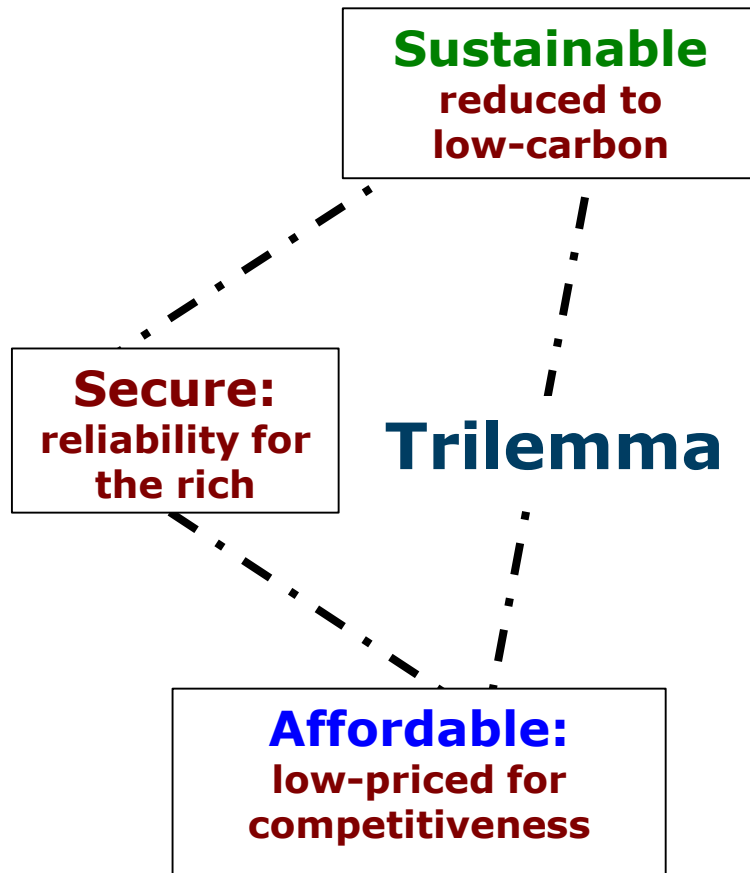 Sustainable
reduced to
low-carbon
Secure:
reliability for
the rich
Trilemma
Affordable:
low-priced for
competitiveness